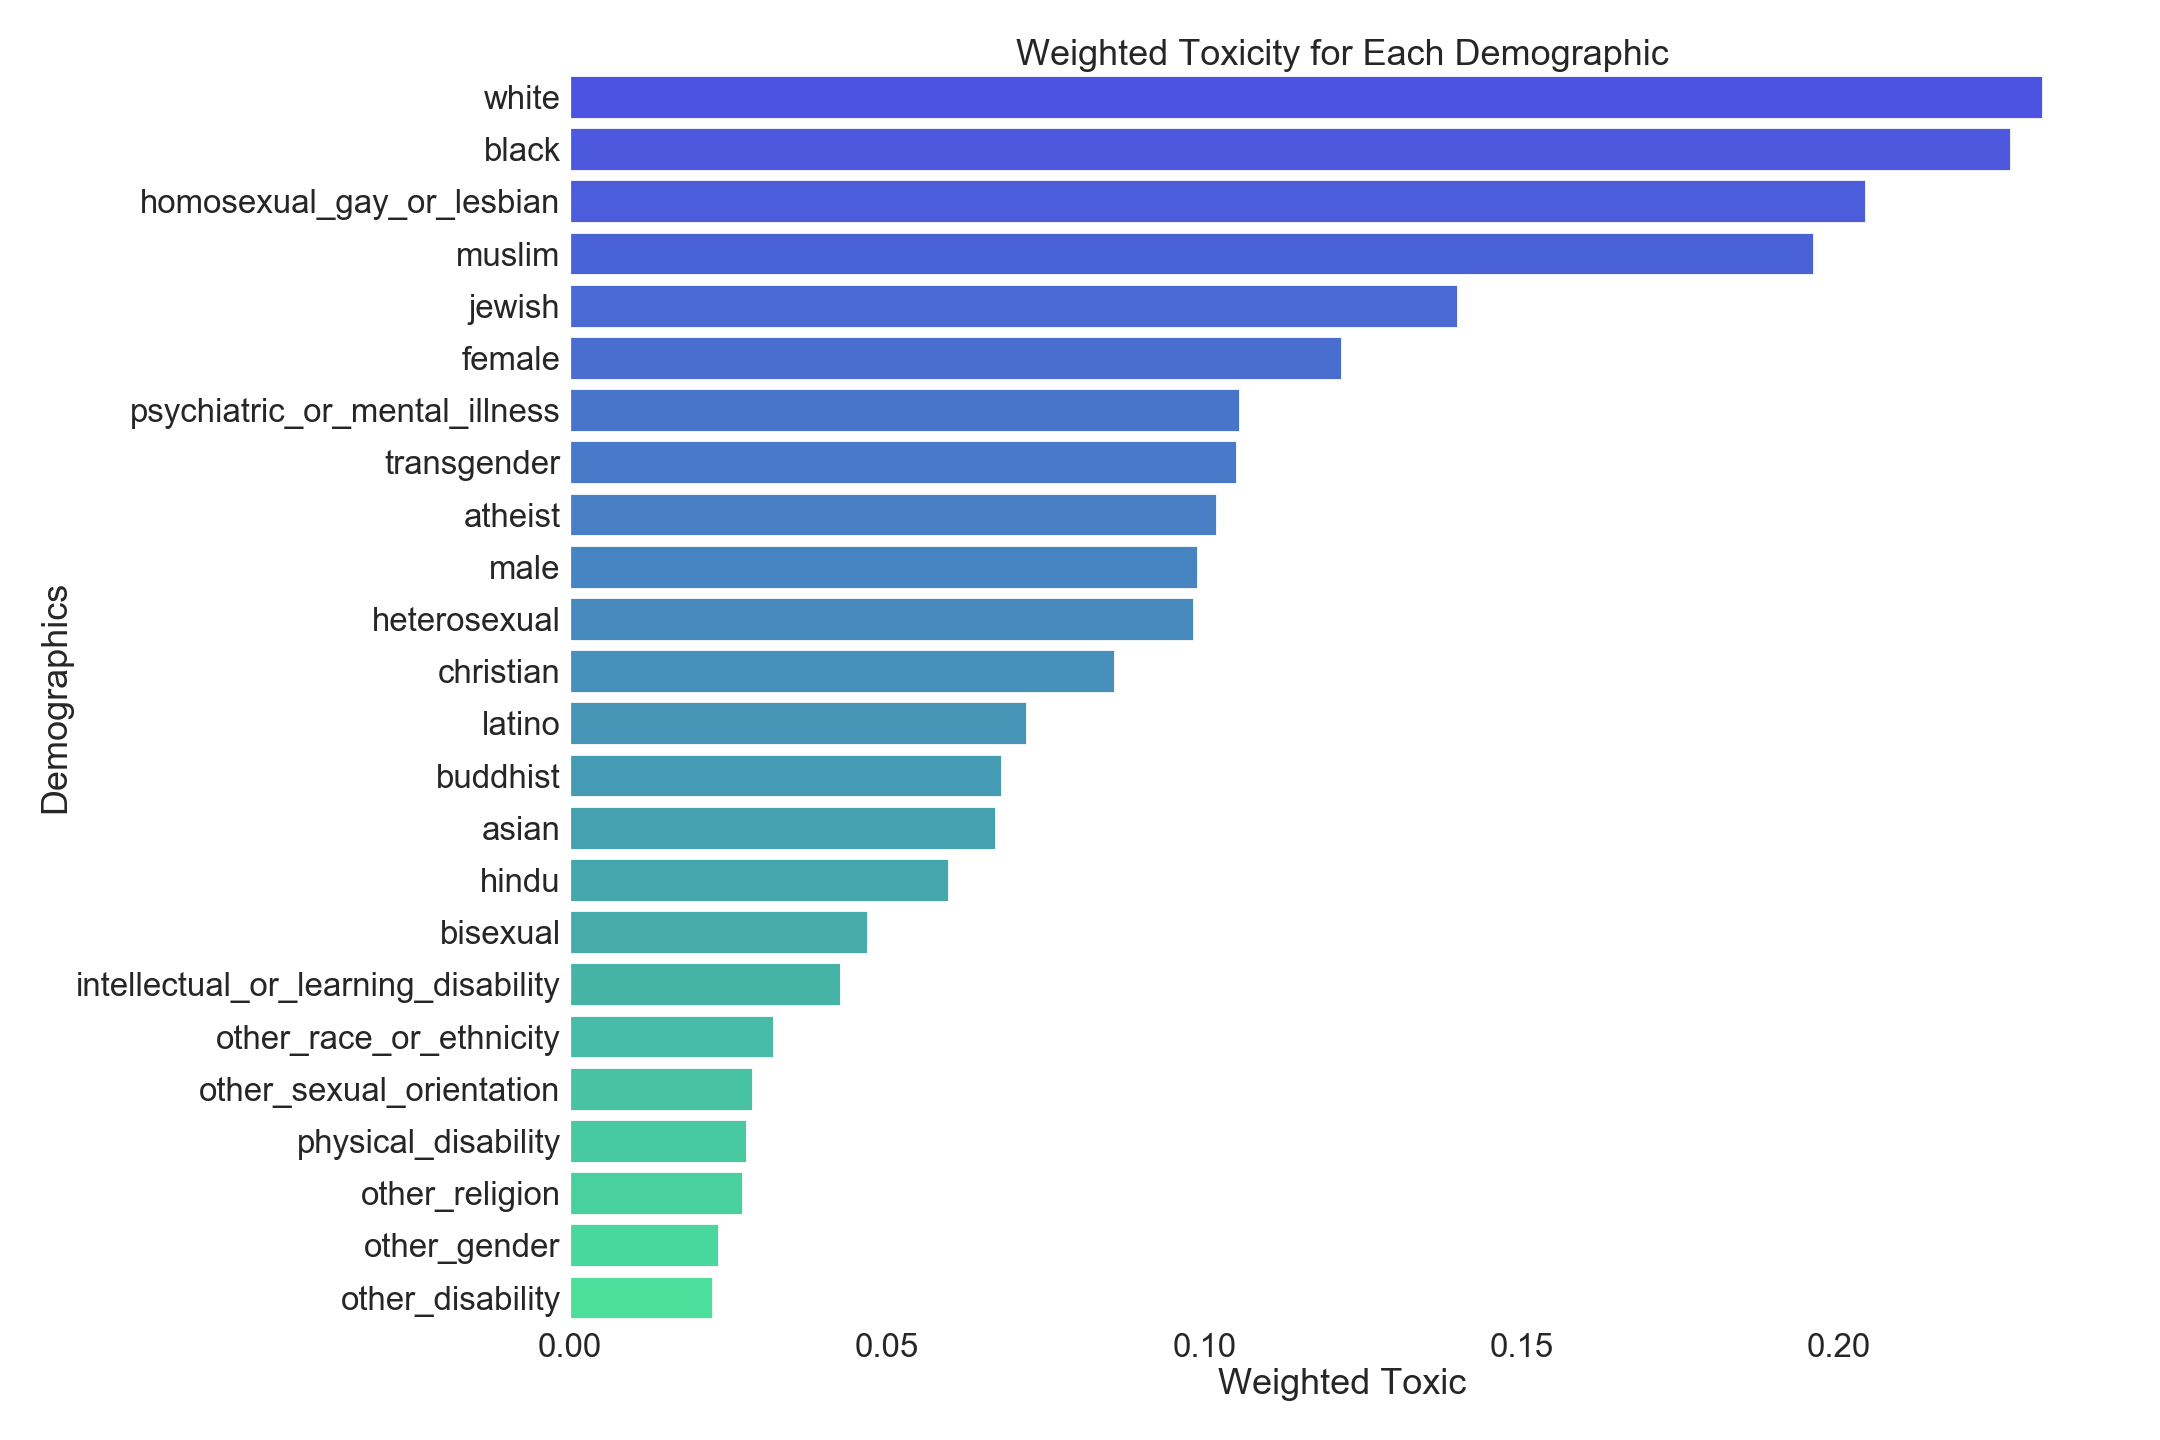 Weighted Toxicity for Each Demographic
white
black
homosexual_gay_or_lesbian
muslim
jewish
female
psychiatric_or_mental_illness
transgender
atheist
male
heterosexual
christian
latino
buddhist
asian
hindu
bisexual
intellectual_or_learning_disability
other_race_or_ethnicity
other_sexual_orientation
physical_disability
other_religion
other_gender
other_disability
Demographics
0.00 0.05 0.10 0.15 0.20
Weighted Toxic